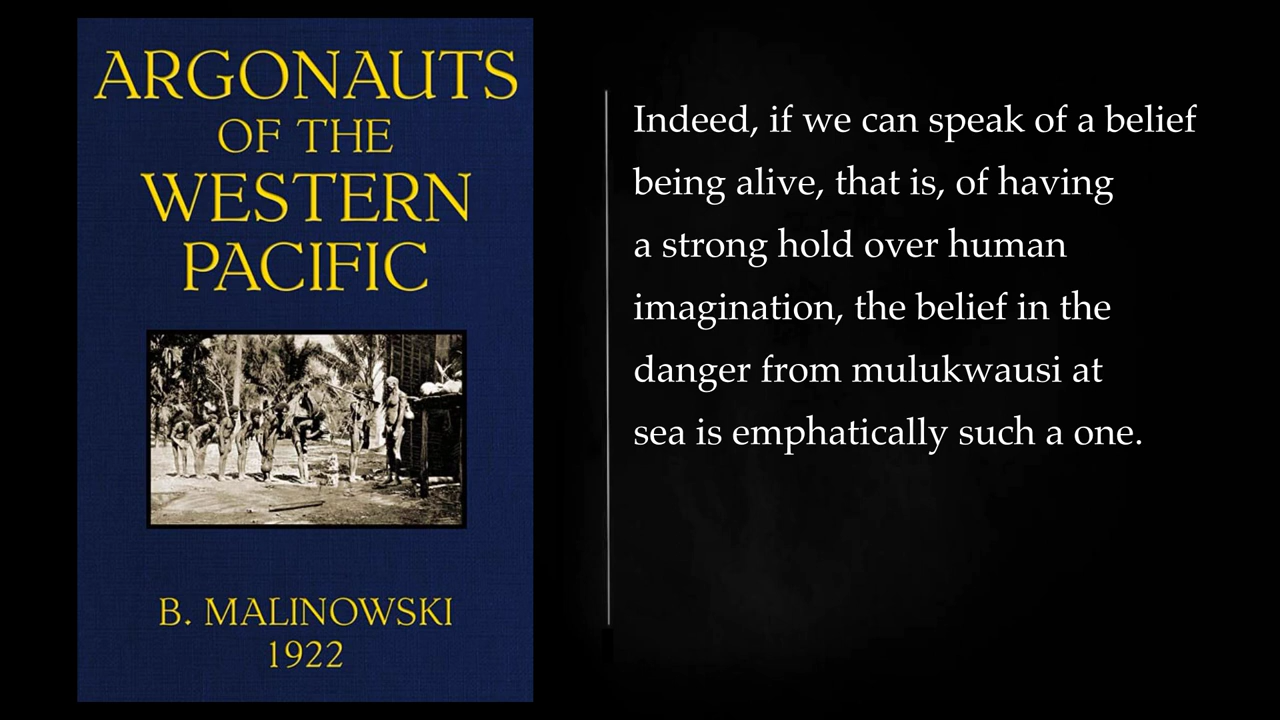 ARGONAUTS
OF THE
WESTERN
PACIFIC
B. MALINOWSKI
1922
Indeed, if we can speak of a belief
being alive, that is, of having
a strong hold over human
imagination, the belief in the
danger from mulukwausi at
sea is emphatically such a one.